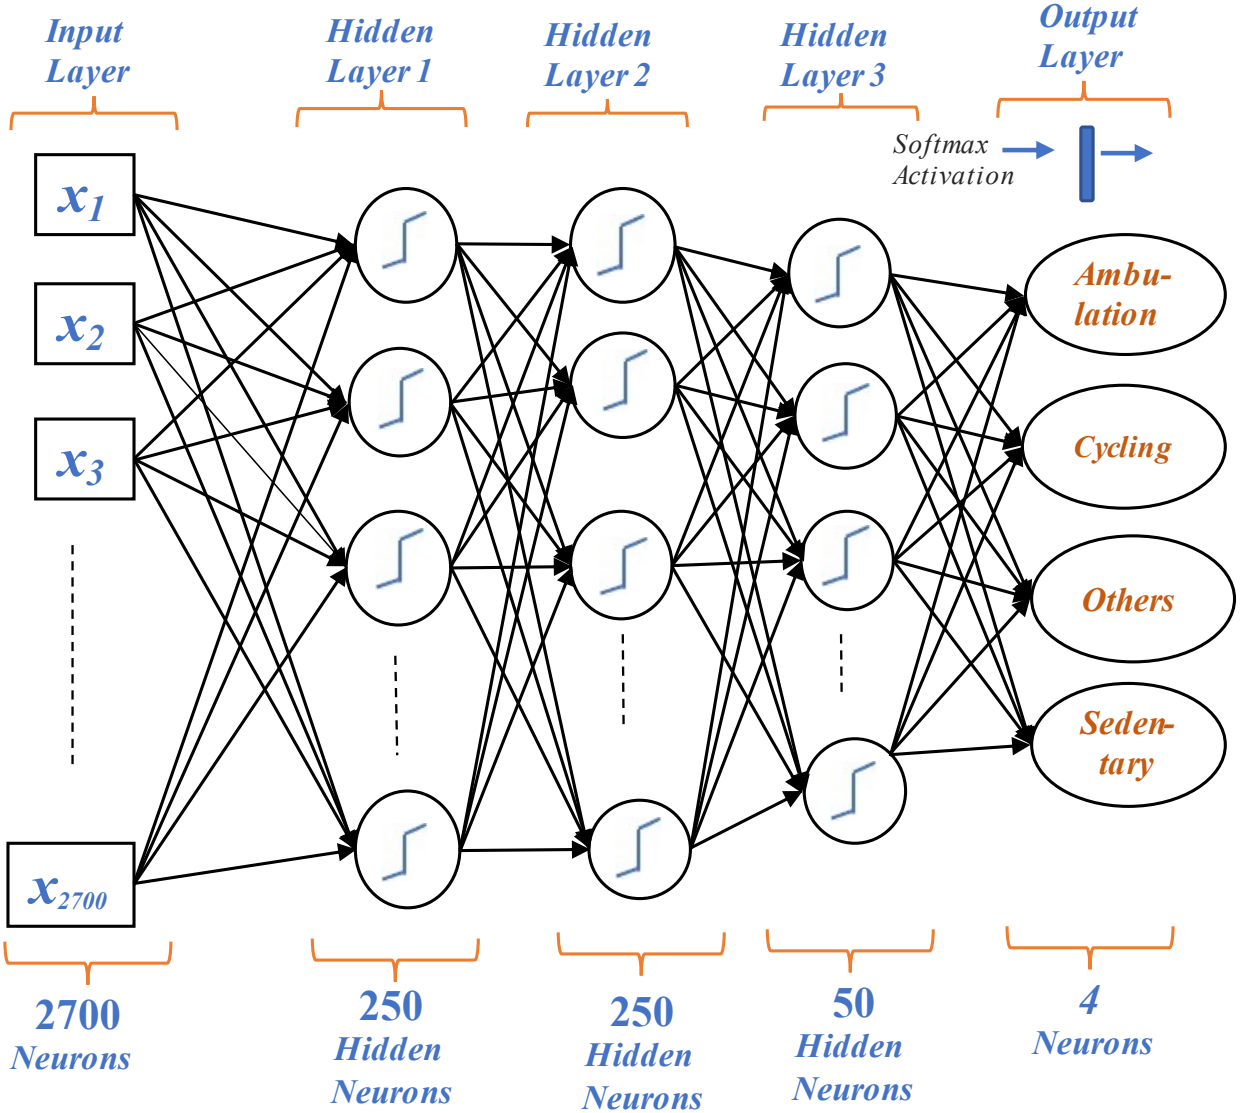 Input
Layer
Hidden
Layer 1
Hidden
Layer 2
Hidden
Layer 3
Output
Layer
Softmax
Activation
x1
x2
x3
x2700
Ambu-
lation
Cycling
Others
Seden-
tary
2700
Neurons
250
Hidden
Neurons
250
Hidden
Neurons
50
Hidden
Neurons
4
Neurons